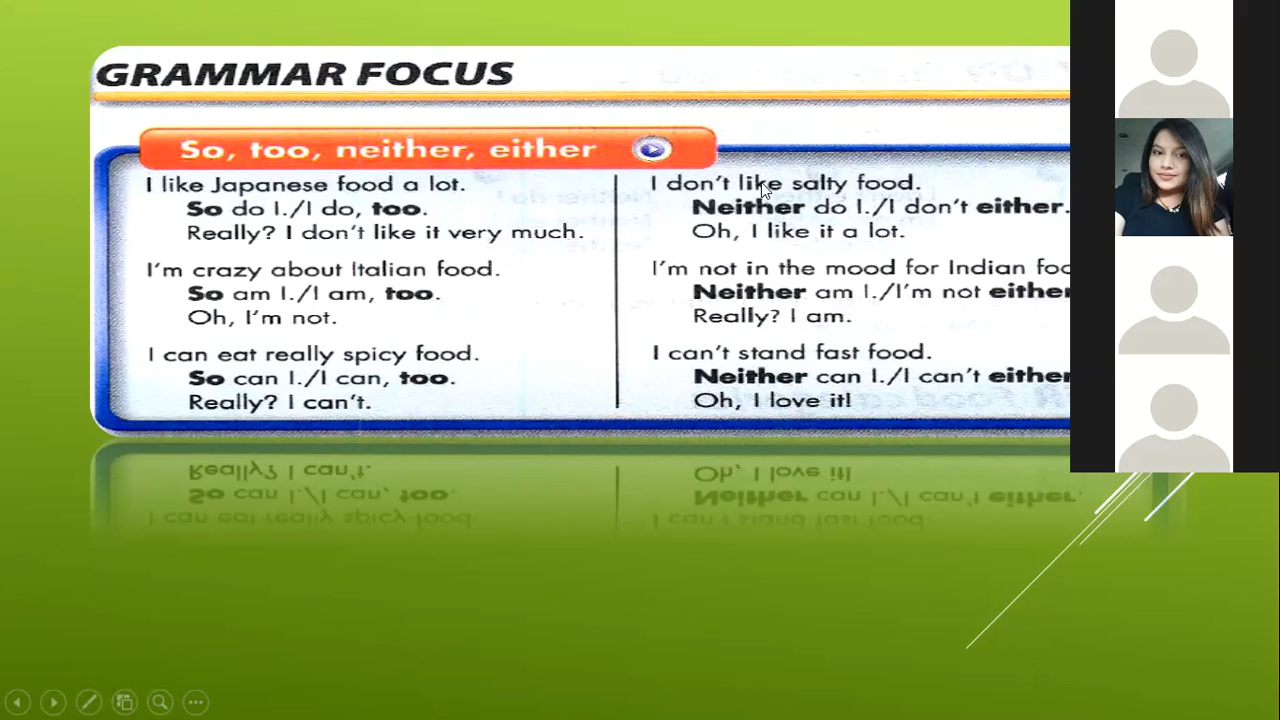 GRAMMAR FOCUS
So, too, neither, either
I like Japanese food a lot.
So do I./I do, too.
Really? I don't like it very much.
I'm crazy about Italian food.
So am I./I am, too.
Oh, I'm not.
I can eat really spicy food.
So can I./I can, too.
Really? I can't.
I don't like salty food.
Neither do I./I don't either.
Oh, I like it a lot.
I'm not in the mood for Indian foo
Neither am I./I'm not either
Really? I am.
I can't stand fast food.
Neither can I./I can't either
Oh, I love it!